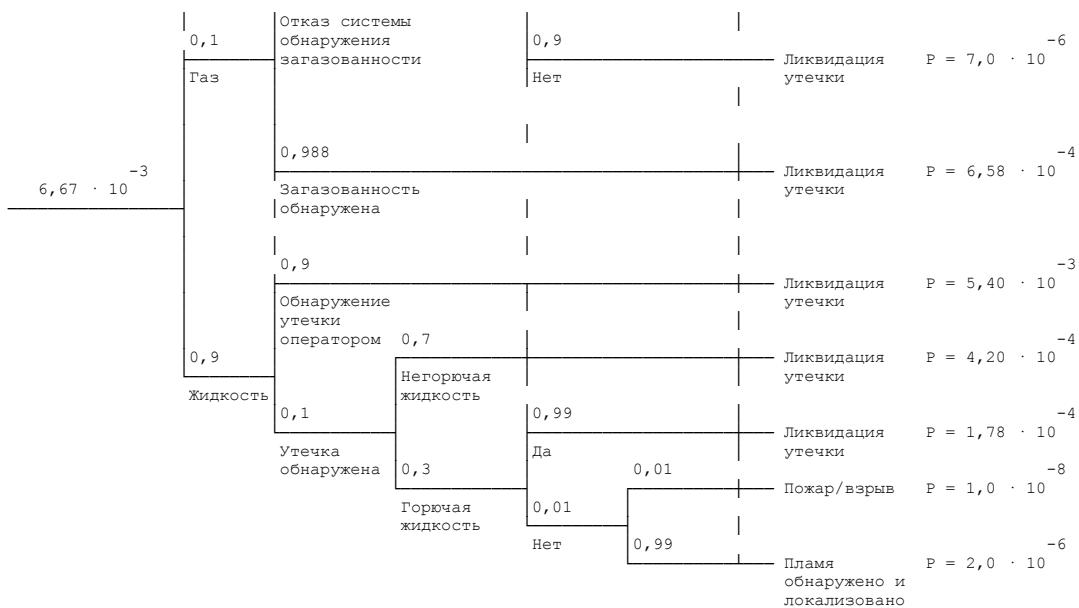 Отказ системы
0,1 обнаружения 0,9 -6
загазованности Ликвидация P = 7,0 · 10
Газ Нет утечки
0,988 -4
-3 Ликвидация P = 6,58 · 10
6,67 · 10 Загазованность утечки
обнаружена
0,9 -3
Ликвидация P = 5,40 · 10
Обнаружение утечки
утечки
оператором 0,7 -4
0,9 Ликвидация P = 4,20 · 10
Негорючая утечки
Жидкость жидкость
0,1 0,99 -4
Ликвидация P = 1,78 · 10
Утечка Да утечки
обнаружена 0,3 0,01 -8
Пожар/взрыв P = 1,0 · 10
Горючая 0,01
жидкость
Нет 0,99 -6
Пламя P = 2,0 · 10
обнаружено и
локализовано